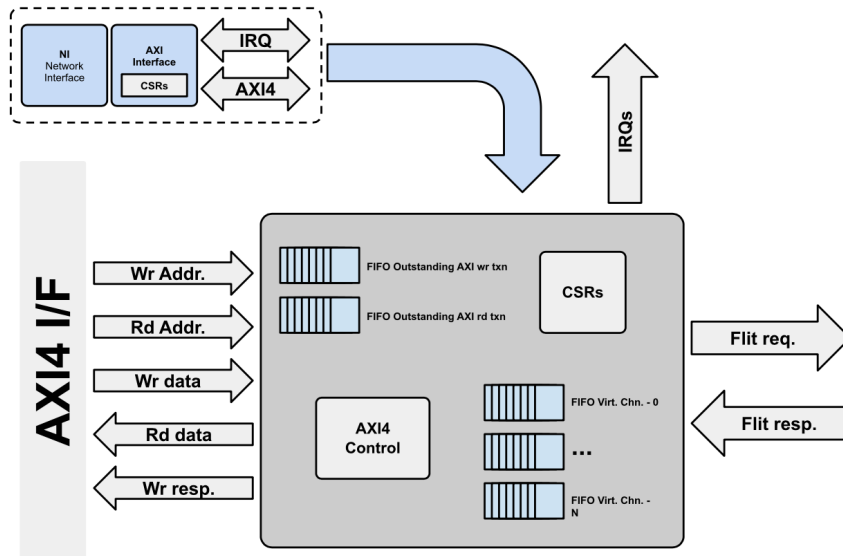 NI
Network
Interface
AXI
Interface
CSRs
IRQ
AXI4
IRQs
AXI4 I/F
Wr Addr.
Rd Addr.
Wr data
Rd data
Wr resp.
FIFO Outstanding AXI wr txn
FIFO Outstanding AXI rd txn
CSRs
AXI4
Control
FIFO Virt. Chn. - 0
...
FIFO Virt. Chn. -
N
Flit req.
Flit resp.